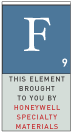 F
9
THIS ELEMENT
BROUGHT
TO YOU BY
HONEYWELL
SPECIALTY
MATERIALS